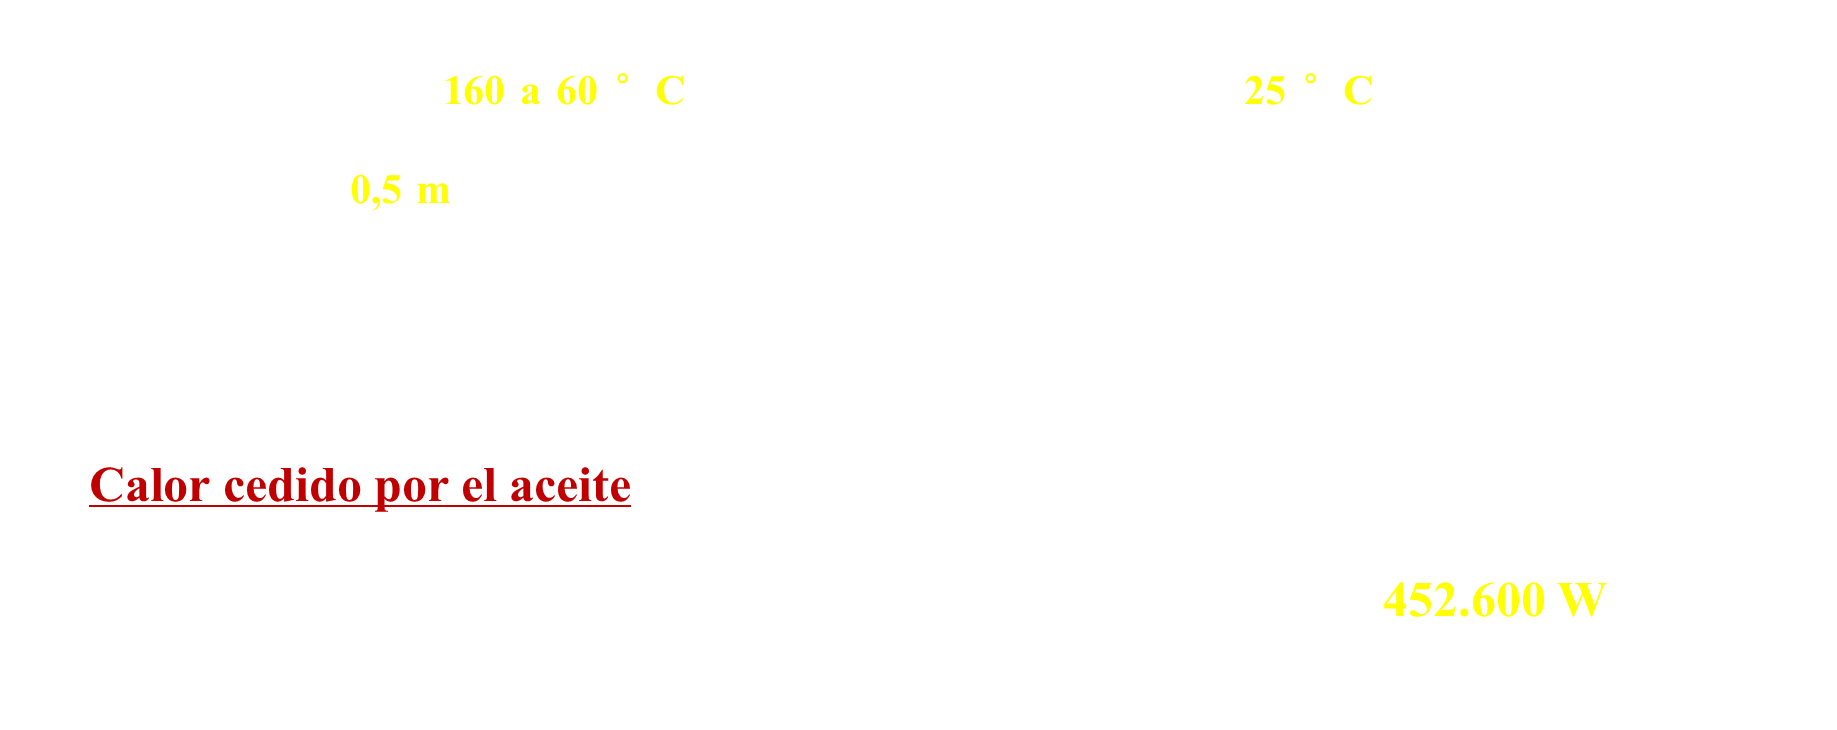 160 a 60 ° C 25 ° C
0,5 m
Calor cedido por el aceite
452.600 W